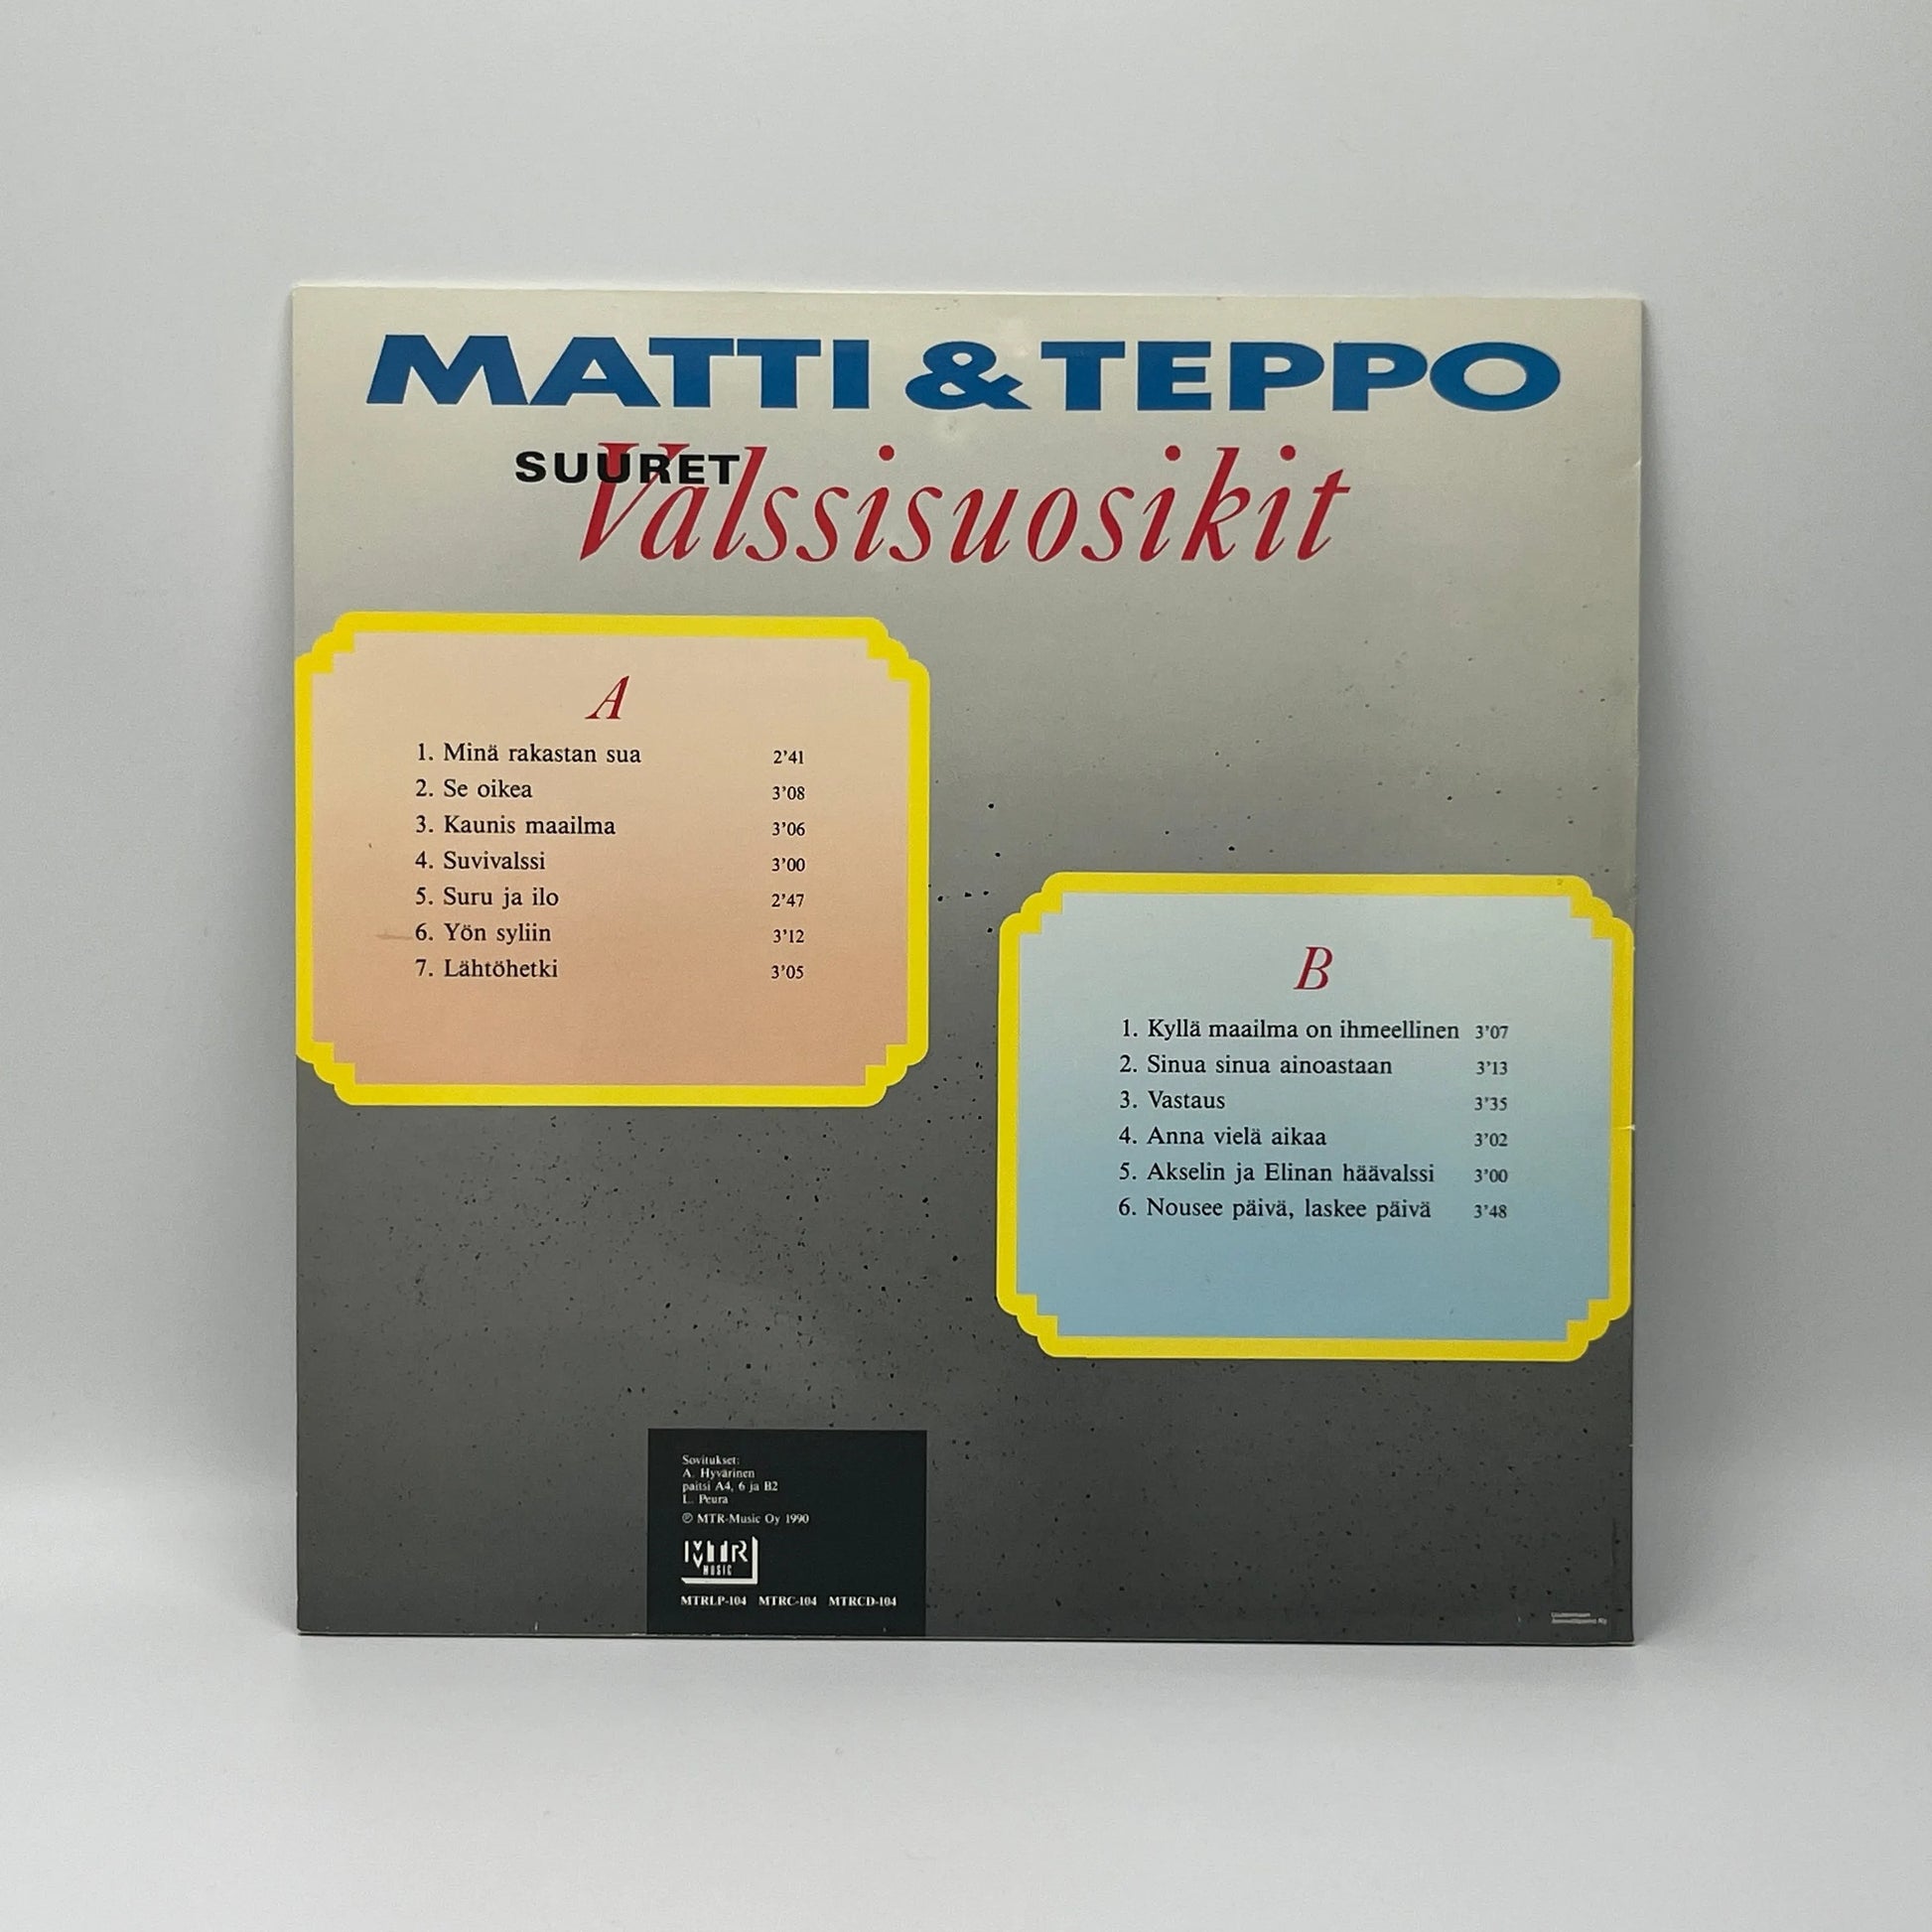 MATTI & TEPPO
SUURET
Valssisuosikit
A
1. Minä rakastan sua 2'41
2. Se oikea 3'08
3. Kaunis maailma 3'06
4. Suvivalssi 3'00
5. Suru ja ilo 2'47
6. Yön syliin 3'12
7. Lähtöhetki 3'05
B
1. Kyllä maailma on ihmeellinen 3'07
2. Sinua sinua ainoastaan 3'13
3. Vastaus 3'35
4. Anna vielä aikaa 3'02
5. Akselin ja Elinan häävalssi 3'00
6. Nousee päivä, laskee päivä 3'48
Sovitukset:
A. Hyvärinen
paitsi A4, 6 ja B2
L. Peura
℗ MTR-Music Oy 1990
MTR
MUSIC
MTRLP-104 MTRC-104 MTRCD-104